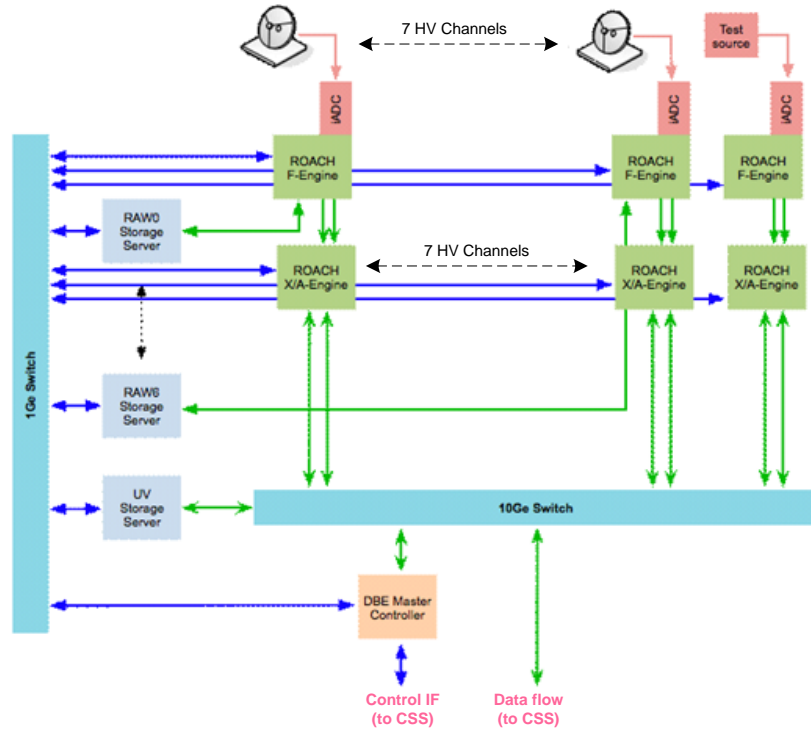 7 HV Channels
Test
source
iADC
iADC
iADC
ROACH
F-Engine
ROACH
F-Engine
ROACH
F-Engine
RAW0
Storage
Server
7 HV Channels
ROACH
X/A-Engine
ROACH
X/A-Engine
ROACH
X/A-Engine
1Ge Switch
RAW6
Storage
Server
UV
Storage
Server
10Ge Switch
DBE Master
Controller
Control IF
(to CSS)
Data flow
(to CSS)